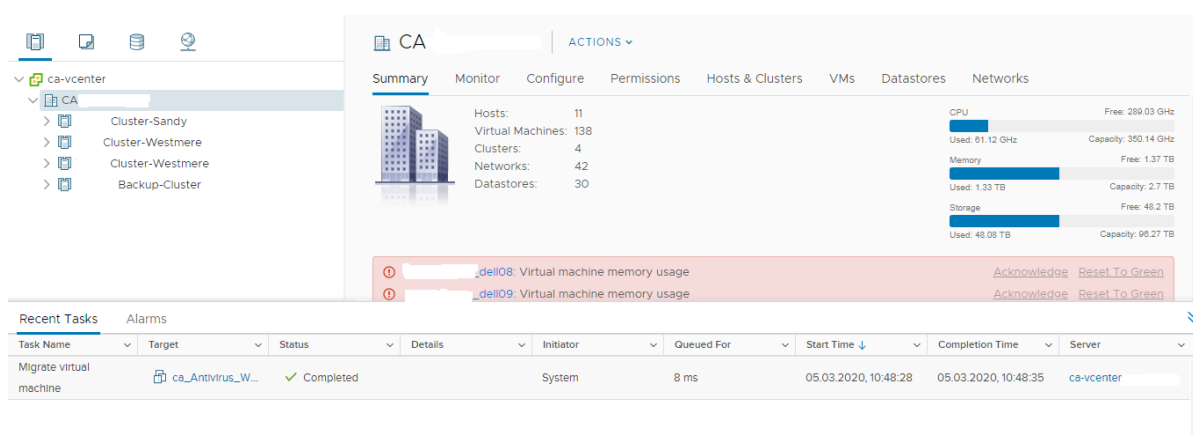 CA
ACTIONS
ca-vcenter
CA
Cluster-Sandy
Cluster-Westmere
Cluster-Westmere
Backup-Cluster
Summary Monitor Configure Permissions Hosts & Clusters VMs Datastores Networks
Hosts: 11
Virtual Machines: 138
Clusters: 4
Networks: 42
Datastores: 30
CPU Free: 289.03 GHz
Used: 61.12 GHz Capacity: 350.14 GHz
Memory Free: 1.37 TB
Used: 1.33 TB Capacity: 2.7 TB
Storage Free: 48.2 TB
Used: 48.08 TB Capacity: 96.27 TB
_dell08: Virtual machine memory usage Acknowledge Reset To Green
_dell09: Virtual machine memory usage Acknowledge Reset To Green
Recent Tasks Alarms
Task Name Target Status Details Initiator Queued For Start Time Completion Time Server
Migrate virtual
machine
ca_Antivirus_W... Completed System 8 ms 05.03.2020, 10:48:28 05.03.2020, 10:48:35 ca-vcenter